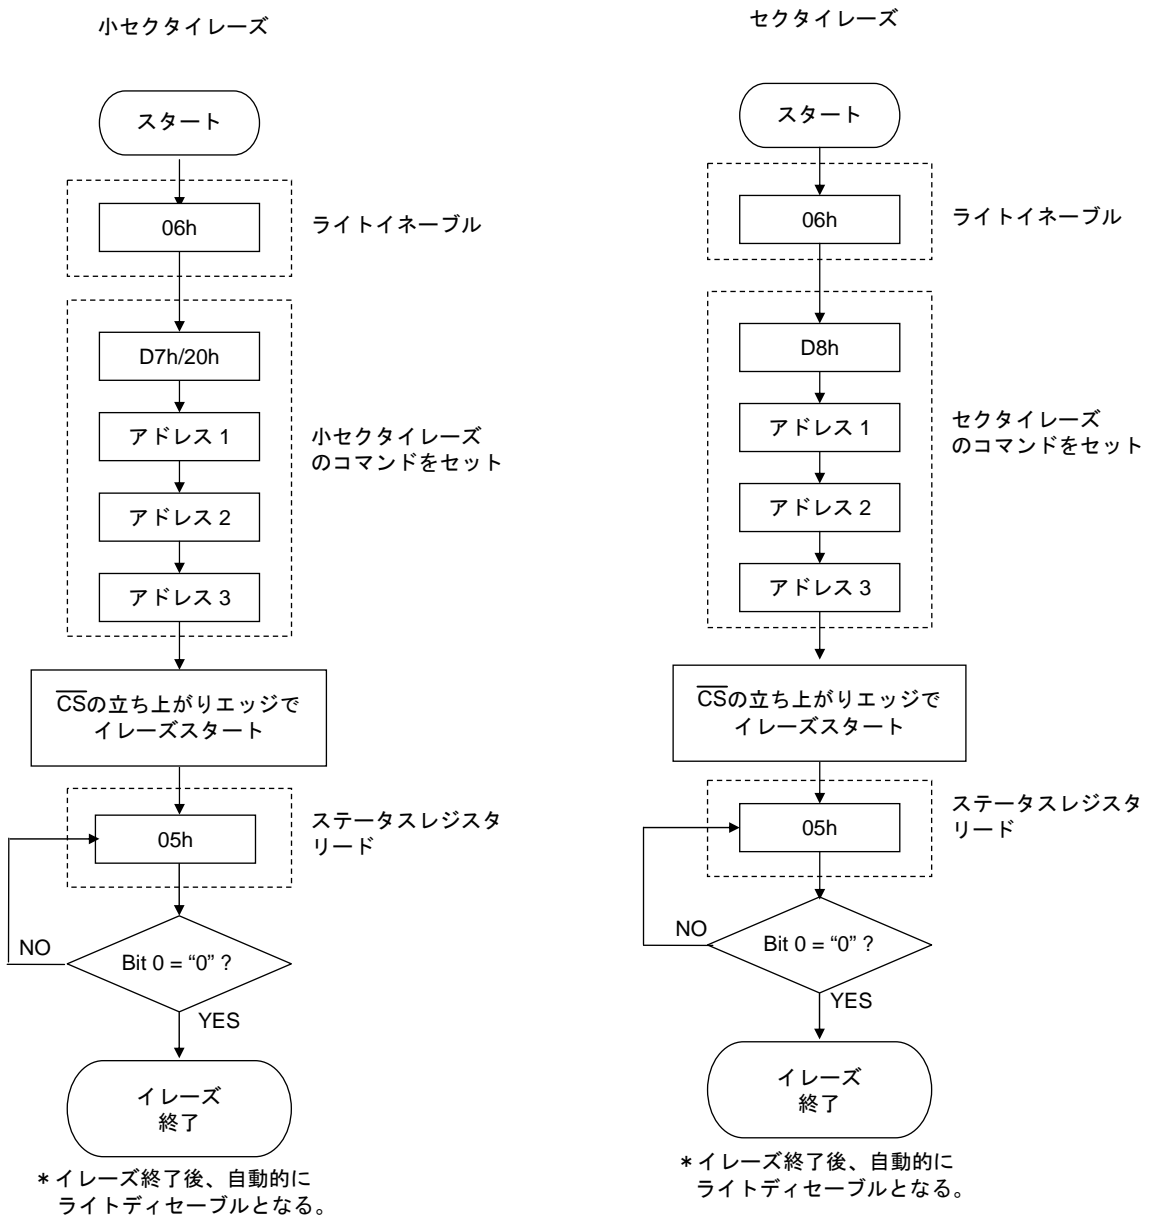 小セクタイレーズ
スタート
06h
ライトイネーブル
D7h/20h
アドレス 1
アドレス 2
アドレス 3
小セクタイレーズ
のコマンドをセット
CSの立ち上がりエッジで
イレーズスタート
05h
ステータスレジスタ
リード
NO
Bit 0 = “0” ?
YES
イレーズ
終了
＊イレーズ終了後、自動的に
ライトディセーブルとなる。
セクタイレーズ
スタート
06h
ライトイネーブル
D8h
アドレス 1
アドレス 2
アドレス 3
セクタイレーズ
のコマンドをセット
CSの立ち上がりエッジで
イレーズスタート
05h
ステータスレジスタ
リード
NO
Bit 0 = “0” ?
YES
イレーズ
終了
＊イレーズ終了後、自動的に
ライトディセーブルとなる。